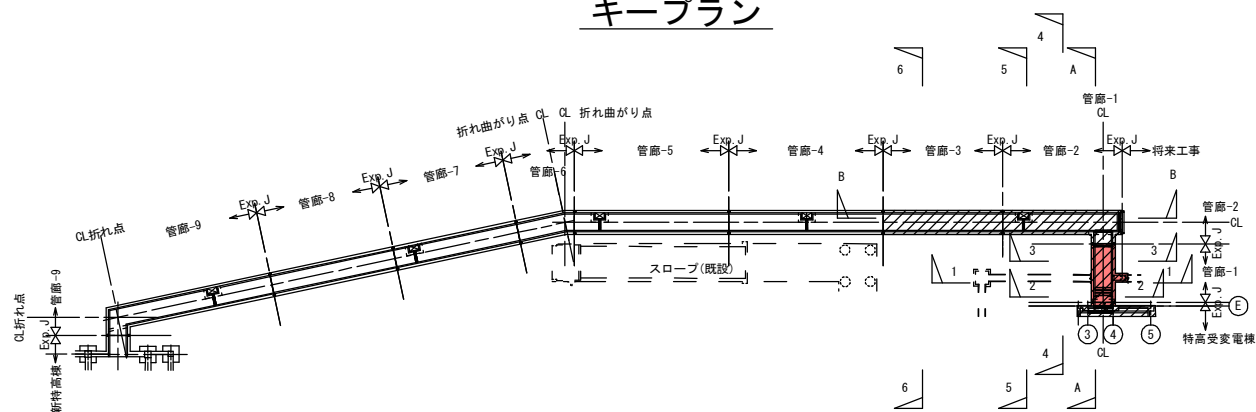 キープラン
4
6
5
A
管廊-1
CL
折れ曲がり点 CL
CL 折れ曲がり点
Exp.J
管廊-5
Exp.J
管廊-4
Exp.J
管廊-3
Exp.J
管廊-2
Exp.J
将来工事
Exp.J
管廊-6
管廊-7
Exp.J
管廊-8
Exp.J
管廊-9
CL折れ点
B
B
管廊-2
CL
Exp.J
管廊-1
3
3
1
1
2
2
スロープ(既設)
CL折れ点
管廊-9
Exp.J
新特高棟
Exp.J
E
特高受変電棟
3
4
5
CL
4
6
5
A